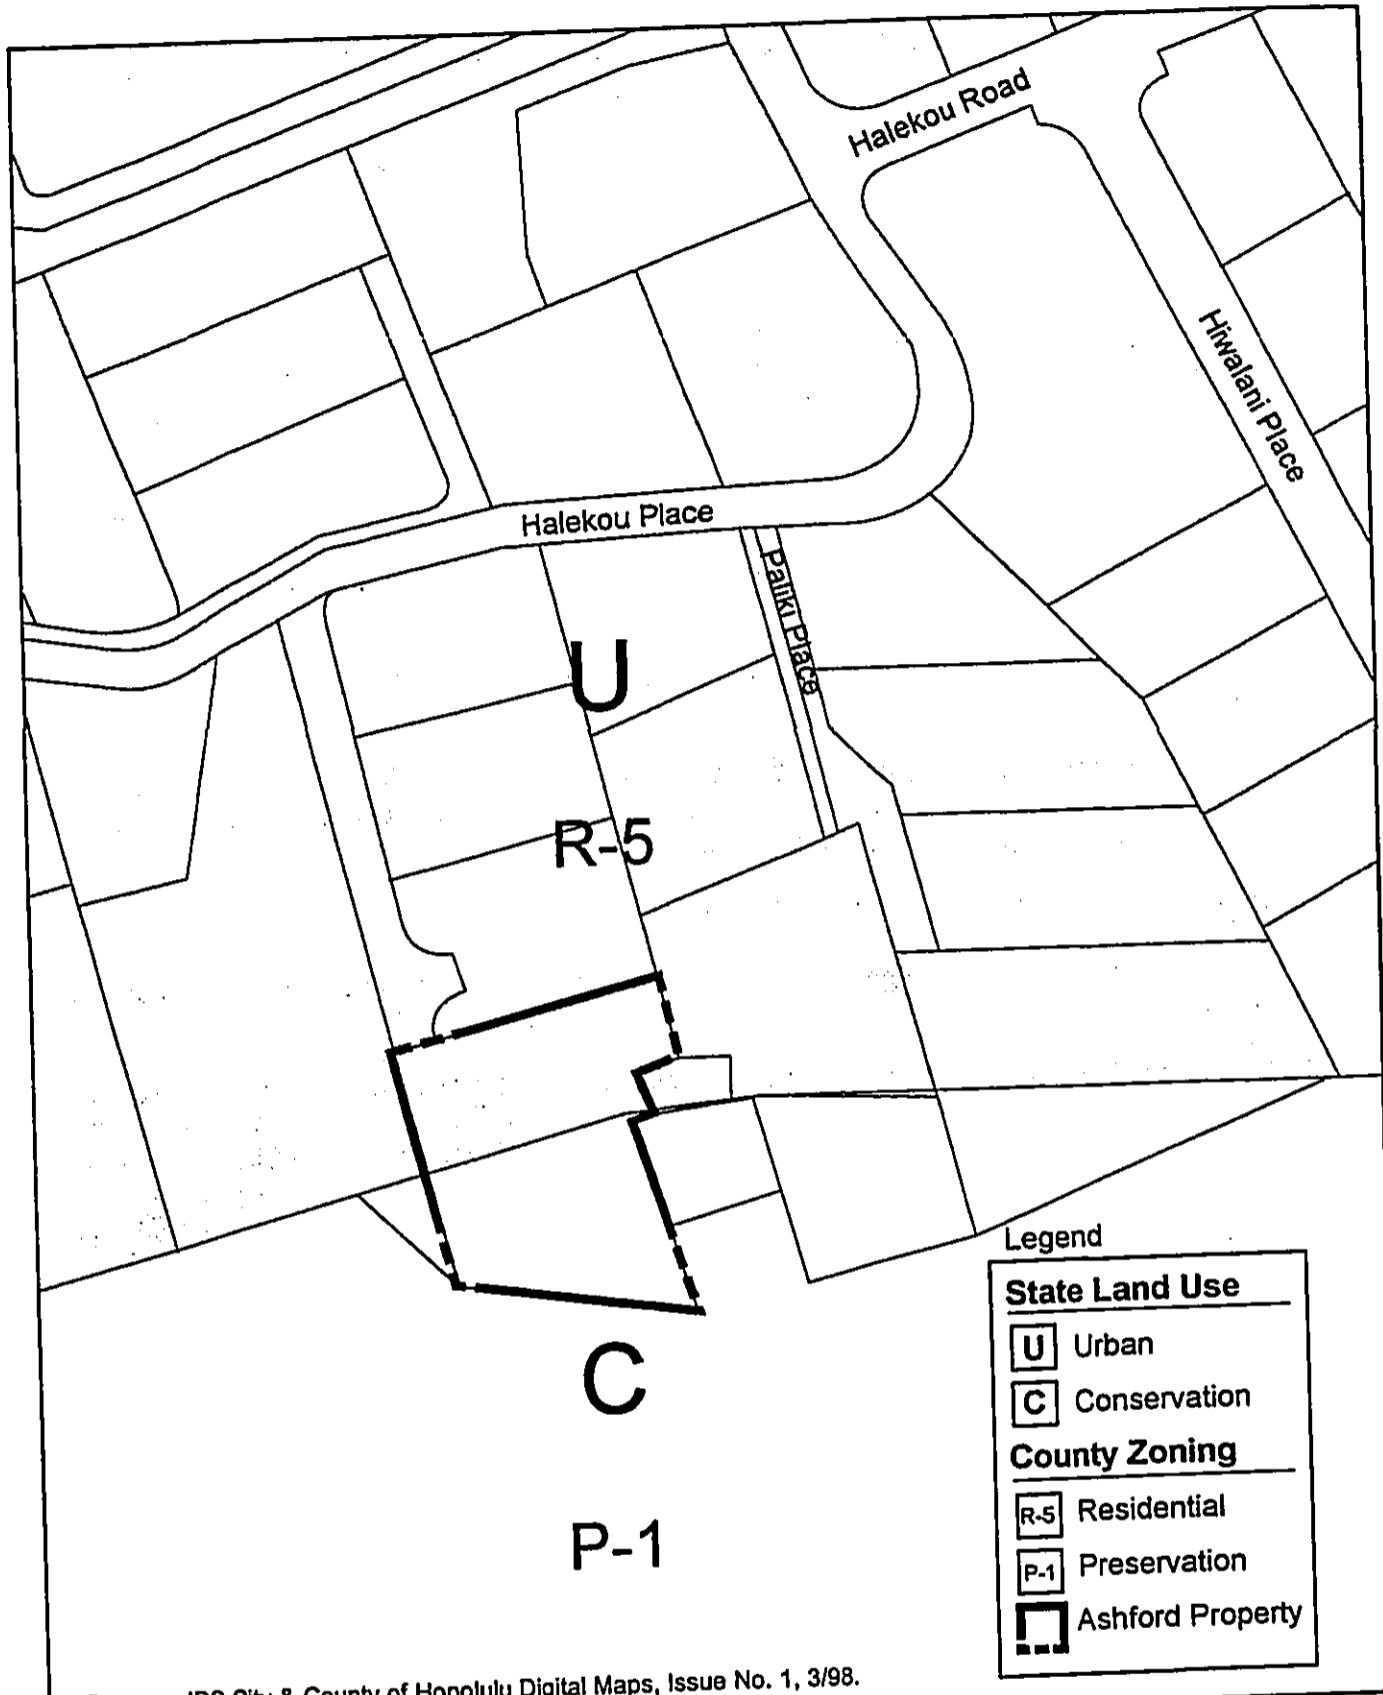 Halekou Road
Hiwalani Place
Halekou Place
Paliki Place
U
R-5
C
P-1
Legend
State Land Use
U Urban
C Conservation
County Zoning
R-5 Residential
P-1 Preservation
Ashford Property
City & County of Honolulu Digital Maps, Issue No. 1, 3/98.